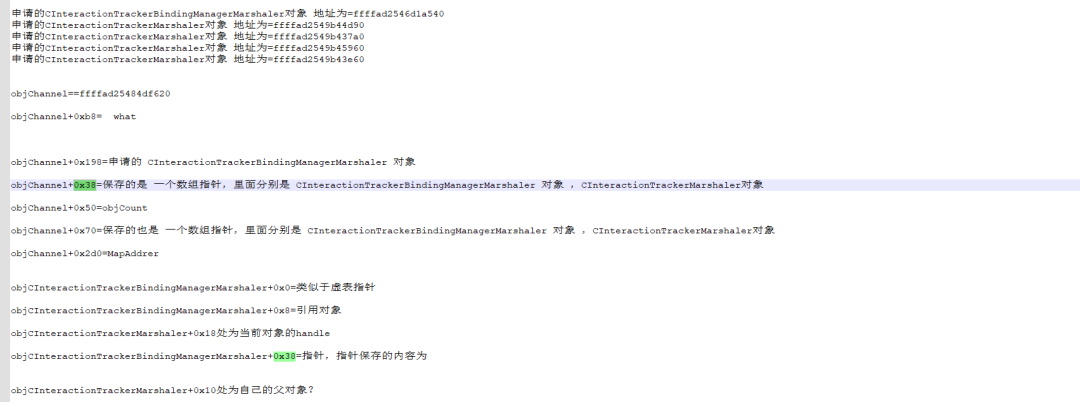 申请的CInteractionTrackerBindingManagerMarshaler对象 地址为=ffffad2546d1a540
申请的CInteractionTrackerMarshaler对象 地址为=ffffad2549b44d90
申请的CInteractionTrackerMarshaler对象 地址为=ffffad2549b437a0
申请的CInteractionTrackerMarshaler对象 地址为=ffffad2549b45960
申请的CInteractionTrackerMarshaler对象 地址为=ffffad2549b43e60
objChannel==ffffad25484df620
objChannel+0xb8= what
objChannel+0x198=申请的 CInteractionTrackerBindingManagerMarshaler 对象
objChannel+0x38=保存的是 一个数组指针，里面分别是 CInteractionTrackerBindingManagerMarshaler 对象 ，CInteractionTrackerMarshaler对象
objChannel+0x50=objCount
objChannel+0x70=保存的也是 一个数组指针，里面分别是 CInteractionTrackerBindingManagerMarshaler 对象 ，CInteractionTrackerMarshaler对象
objChannel+0x2d0=MapAddrer
objCInteractionTrackerBindingManagerMarshaler+0x0=类似于虚表指针
objCInteractionTrackerBindingManagerMarshaler+0x8=引用对象
objCInteractionTrackerMarshaler+0x18处为当前对象的handle
objCInteractionTrackerBindingManagerMarshaler+0x38=指针，指针保存的内容为
objCInteractionTrackerMarshaler+0x10处为自己的父对象？